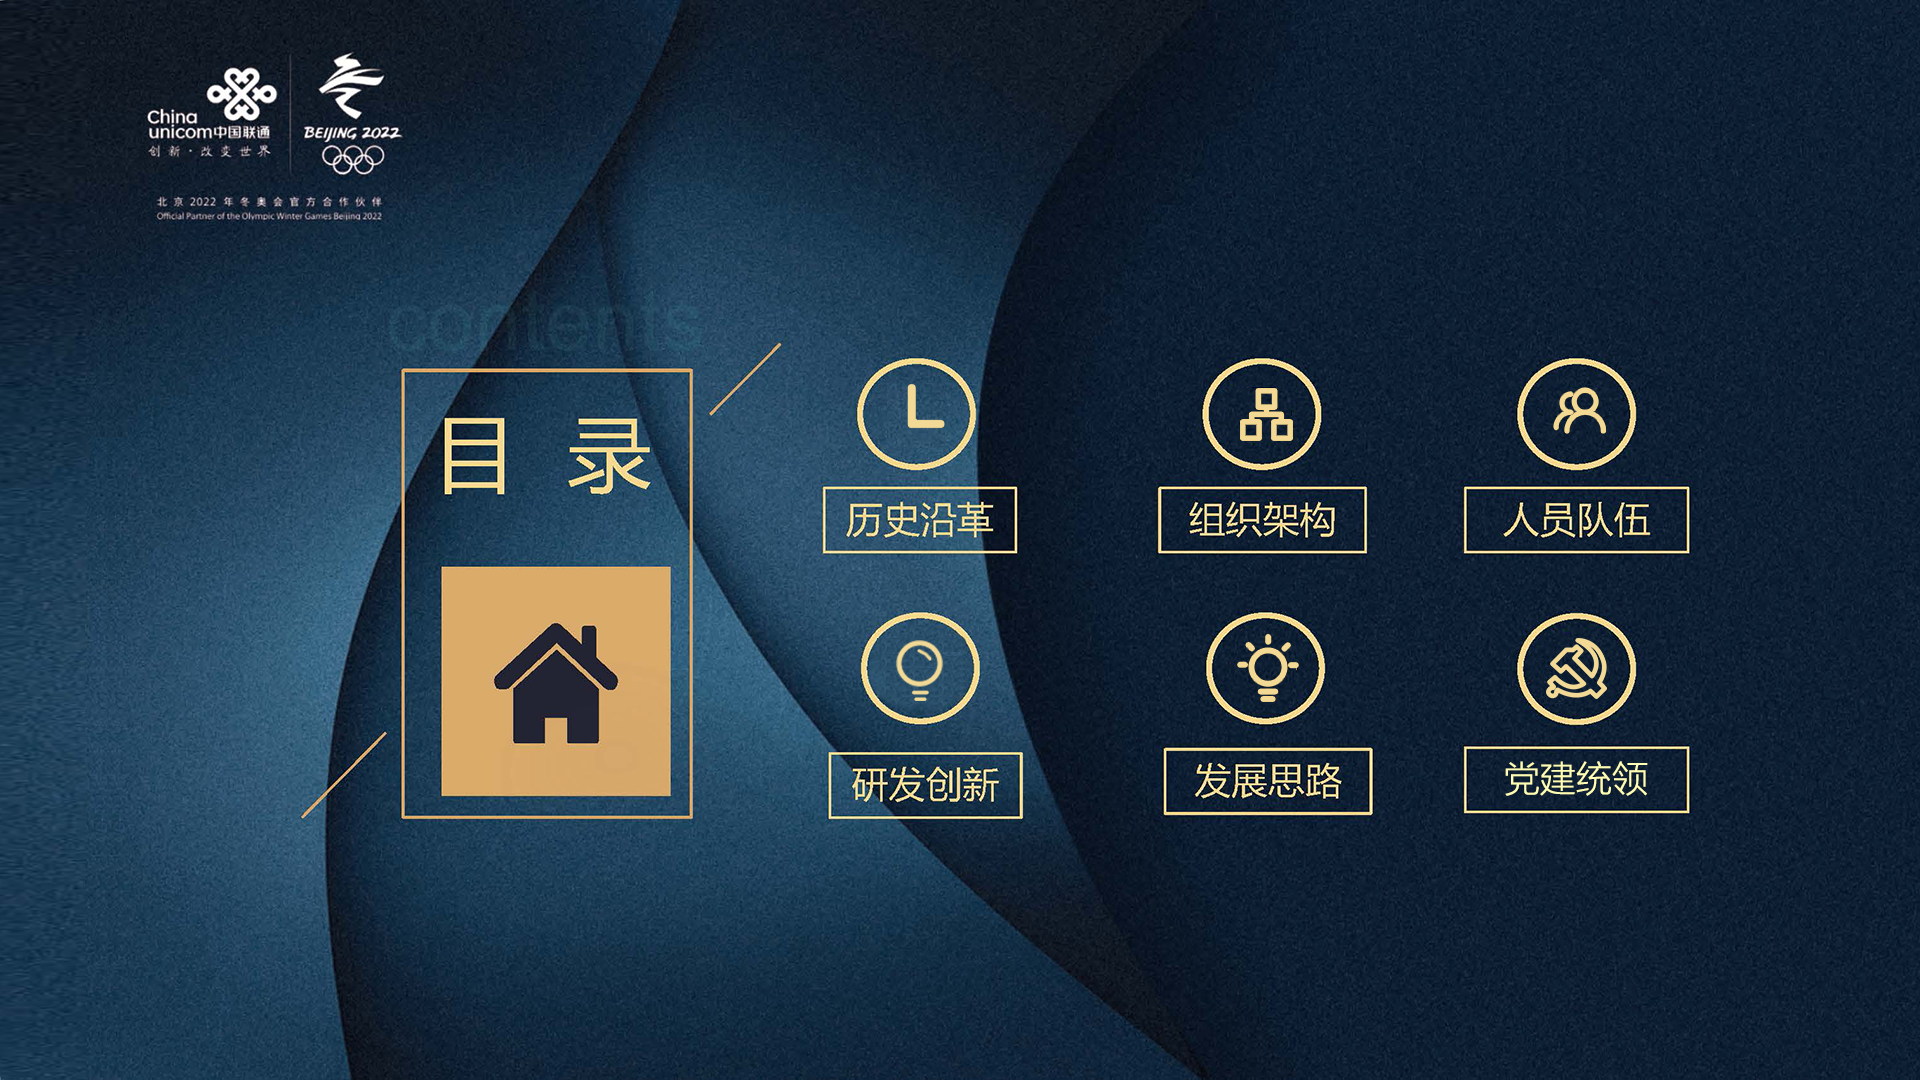 China
unicom中国联通
创新·改变世界
BEIJING 2022
北京2022年冬奥会官方合作伙伴
Official Partner of the Olympic Winter Games Beijing 2022
contents
目 录
历史沿革
组织架构
人员队伍
研发创新
发展思路
党建统领